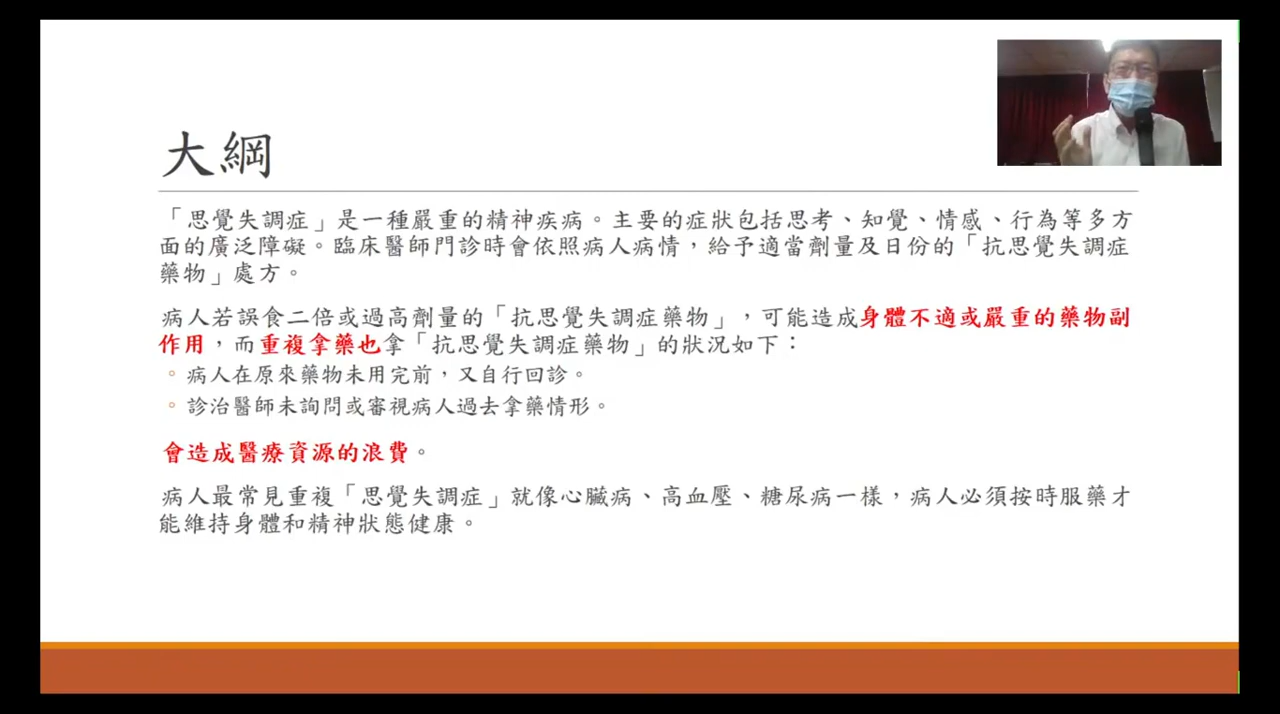 大綱
「思覺失調症」是一種嚴重的精神疾病。主要的症狀包括思考、知覺、情感、行為等多方
面的廣泛障礙。臨床醫師門診時會依照病人病情，給予適當劑量及日份的「抗思覺失調症
藥物」處方。
病人若誤食二倍或過高劑量的「抗思覺失調症藥物」，可能造成身體不適或嚴重的藥物副
作用，而重複拿藥也拿「抗思覺失調症藥物」的狀況如下：
◦ 病人在原來藥物未用完前，又自行回診。
◦ 診治醫師未詢問或審視病人過去拿藥情形。
會造成醫療資源的浪費。
病人最常見重複「思覺失調症」就像心臟病、高血壓、糖尿病一樣，病人必須按時服藥才
能維持身體和精神狀態健康。